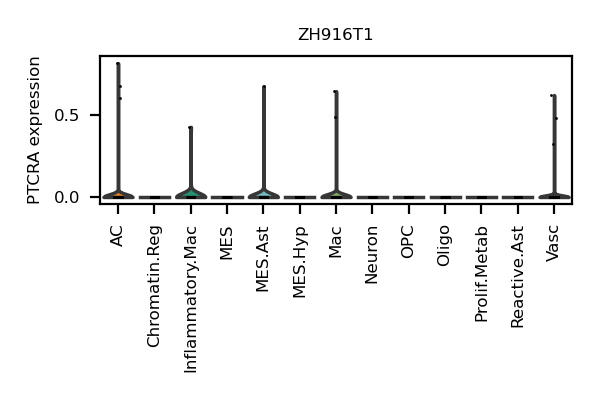 ZH916T1
PTCRA expression
0.5
0.0
AC
Chromatin.Reg
Inflammatory.Mac
MES
MES.Ast
MES.Hyp
Mac
Neuron
OPC
Oligo
Prolif.Metab
Reactive.Ast
Vasc